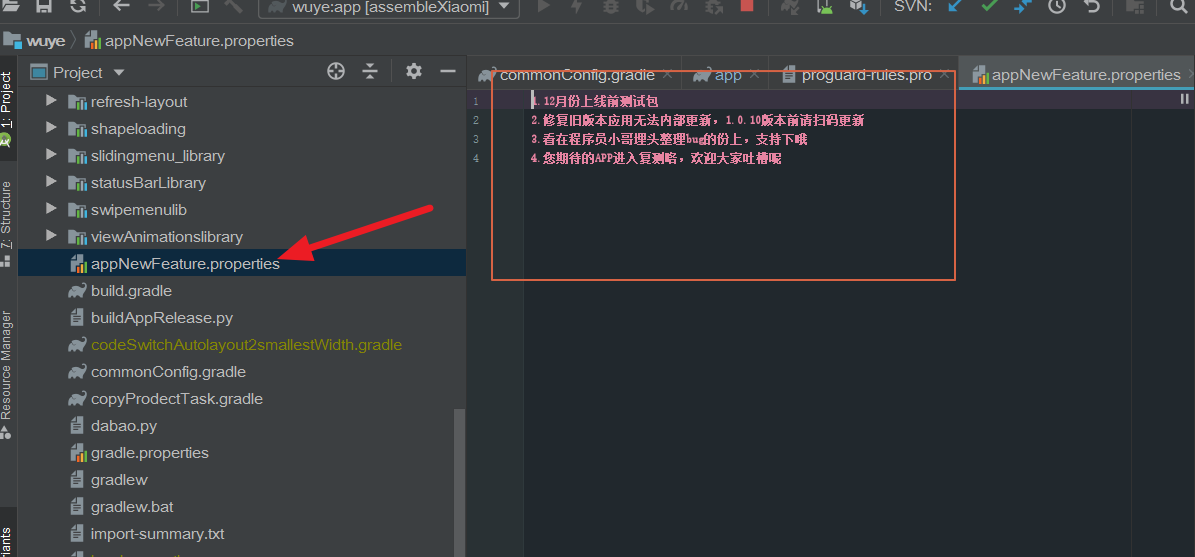 wuye:app [assembleXiaomi]
SVN:
wuye
appNewFeature.properties
1: Project
7: Structure
Resource Manager
Project
refresh-layout
shapeloading
slidingmenu_library
statusBarLibrary
swipemenulib
viewAnimationslibrary
appNewFeature.properties
build.gradle
buildAppRelease.py
codeSwitchAutolayout2smallestWidth.gradle
commonConfig.gradle
copyProdectTask.gradle
dabao.py
gradle.properties
gradlew
gradlew.bat
import-summary.txt
commonConfig.gradle
app
proguard-rules.pro
appNewFeature.properties
1 1.12月份上线前测试包
2 2.修复旧版本应用无法内部更新，1.0.10版本前请扫码更新
3 3.看在程序员小哥埋头整理bug的份上，支持下哦
4 4.您期待的APP进入复测咯，欢迎大家吐槽呢